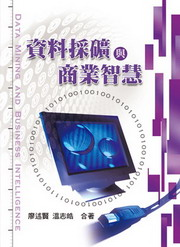 資料採礦與
商業智慧
DATA MINING AND BUSINESS INTELLIGENCE
廖述賢 溫志皓 合著